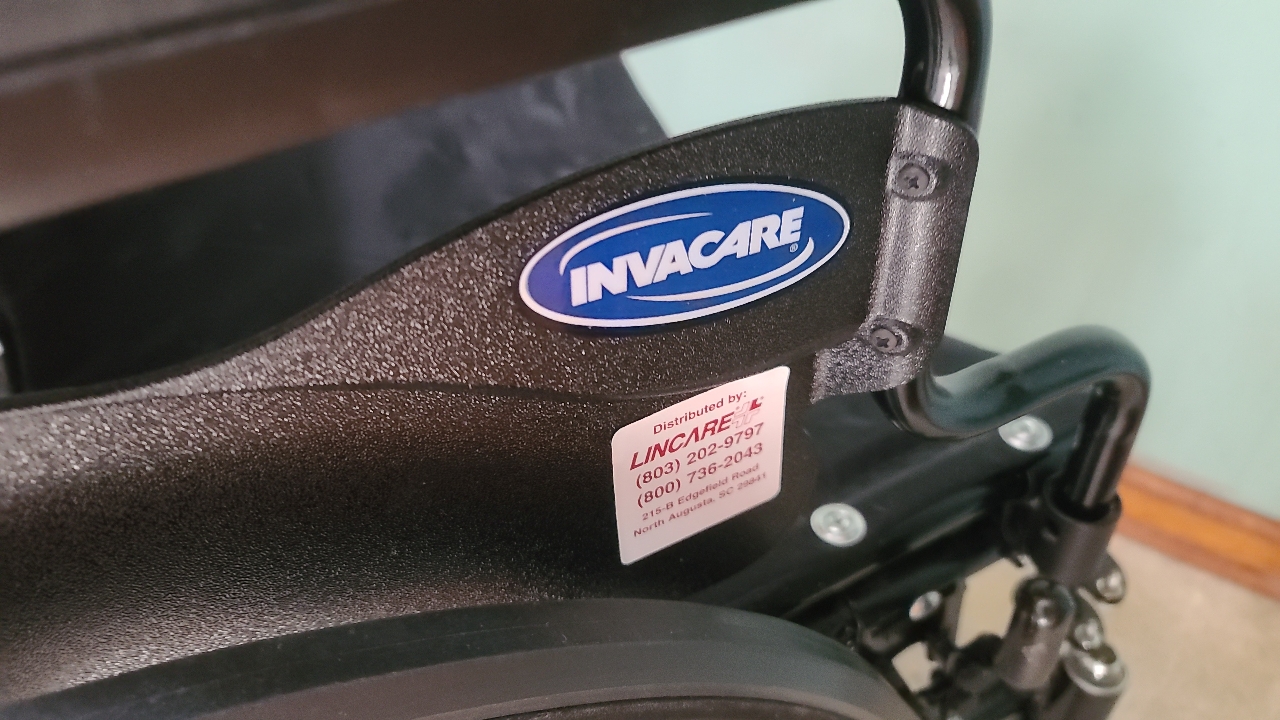 INVACARE®
Distributed by:
LINCARE
(803) 202-9797
(800) 736-2043
215-B Edgefield Road
North Augusta, SC 29841